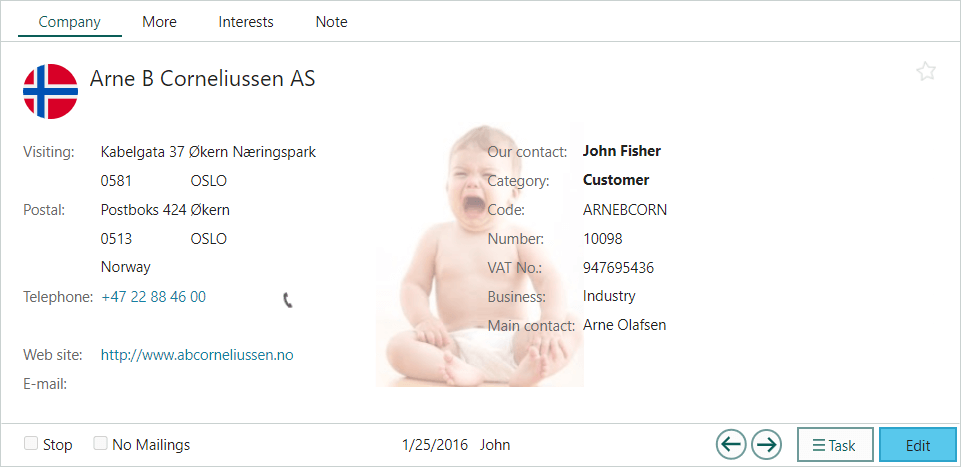 Company More Interests Note
Arne B Corneliussen AS
Visiting: Kabelgata 37 Økern Næringspark
0581 OSLO
Postal: Postboks 424 Økern
0513 OSLO
Norway
Telephone: +47 22 88 46 00
Web site: http://www.abcorneliussen.no
E-mail:
Our contact: John Fisher
Category: Customer
Code: ARNEBCORN
Number: 10098
VAT No.: 947695436
Business: Industry
Main contact: Arne Olafsen
Stop No Mailings 1/25/2016 John Task Edit